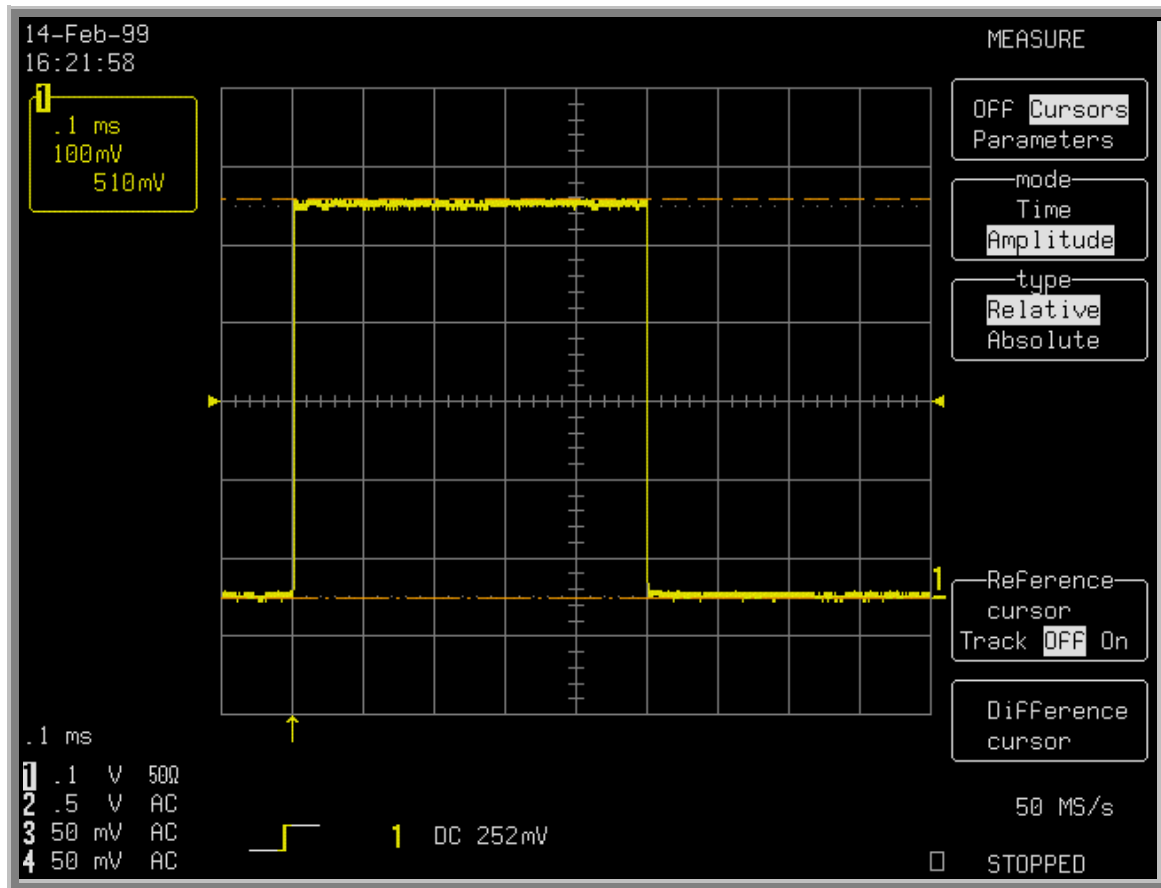 14-Feb-99
16:21:58
1
.1 ms
100mV
510mV
MEASURE
OFF Cursors
Parameters
mode
Time
Amplitude
type
Relative
Absolute
1
Reference
cursor
Track OFF On
Difference
cursor
.1 ms
1 .1 V 50Ω
2 .5 V AC
3 50 mV AC
4 50 mV AC
1 DC 252mV
50 MS/s
STOPPED